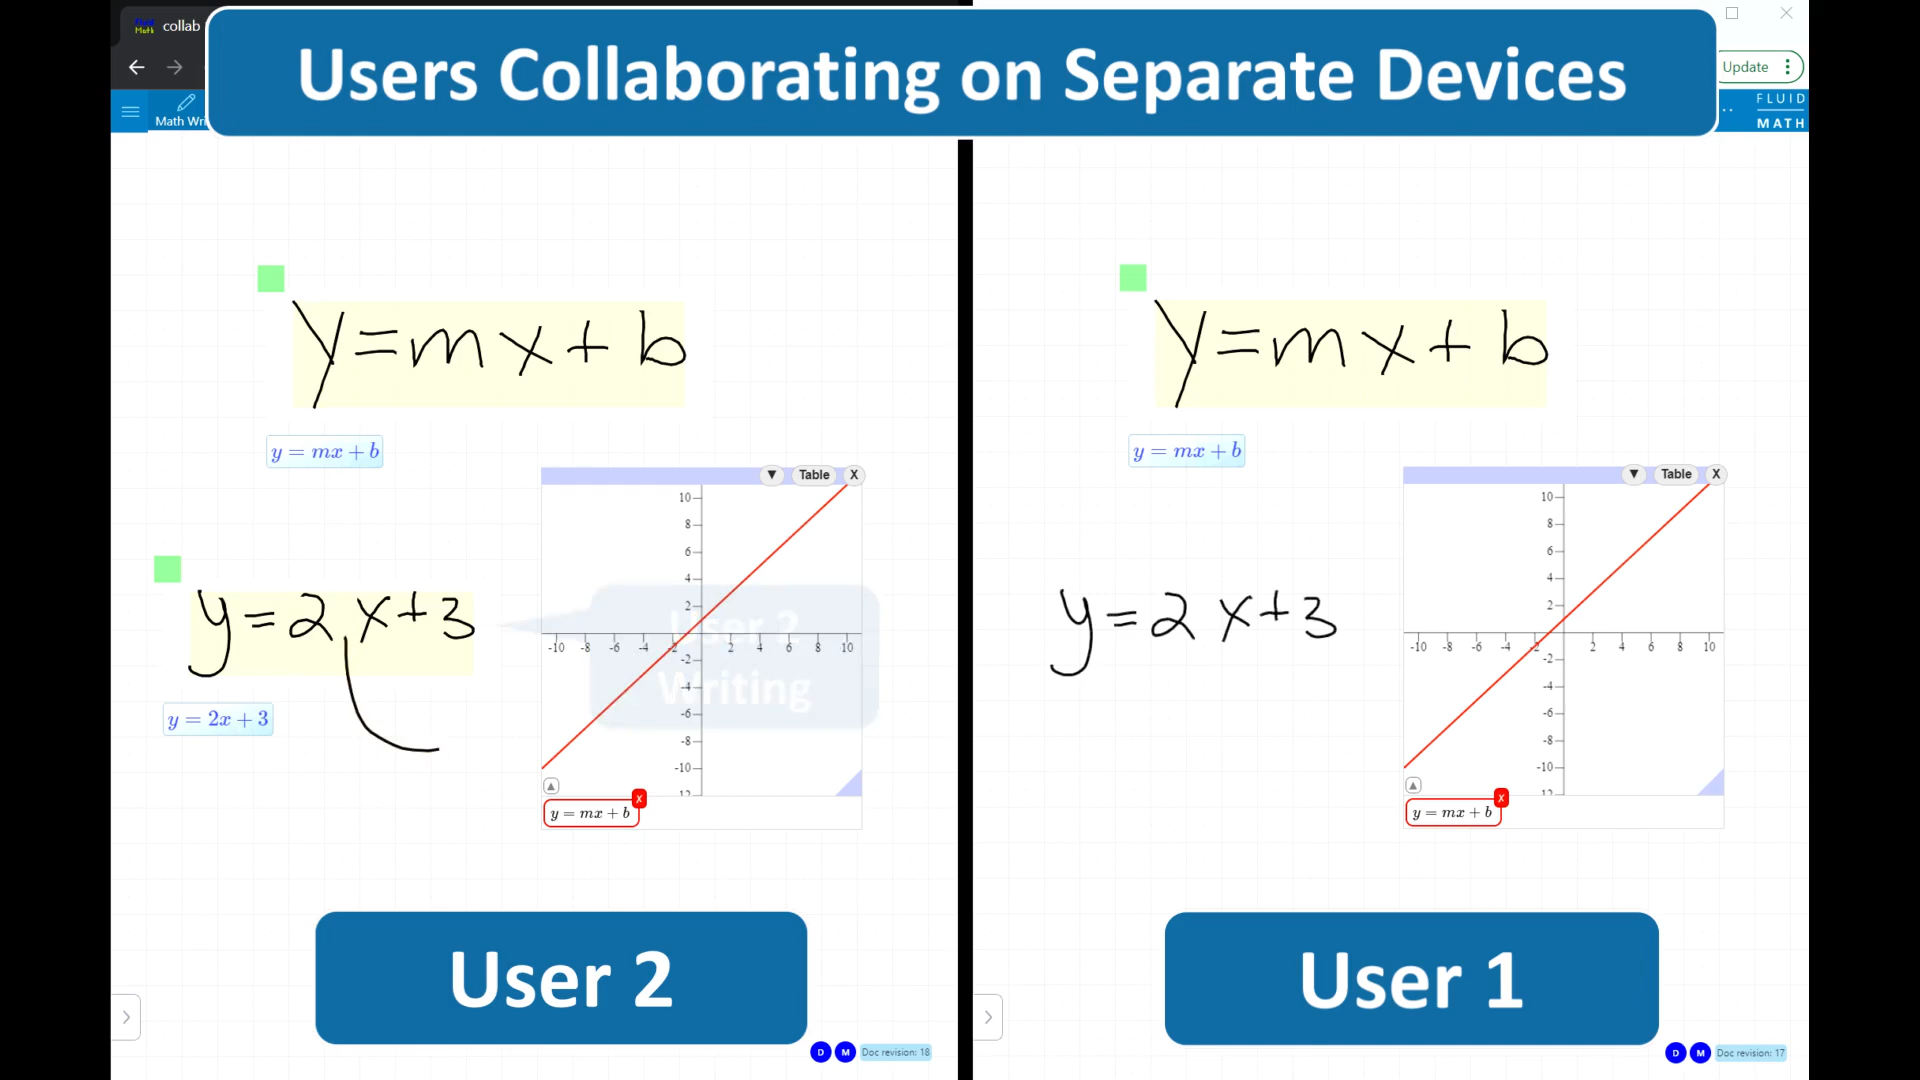 Users Collaborating on Separate Devices
Math
collab
Math Wri
Update
FLUID
MATH
y=mx+b
y = mx + b
Table X
10
8
6
4
2
-10 -8 -6 -4 -2 2 4 6 8 10
-2
-4
-6
-8
-10
User 2
Writing
y=2x+3
y = 2x + 3
X
y = mx + b
User 2
D M Doc revision: 18
y=mx+b
y = mx + b
Table X
10
8
6
4
2
-10 -8 -6 -4 -2 2 4 6 8 10
-2
-4
-6
-8
-10
y=2x+3
X
y = mx + b
User 1
D M Doc revision: 17